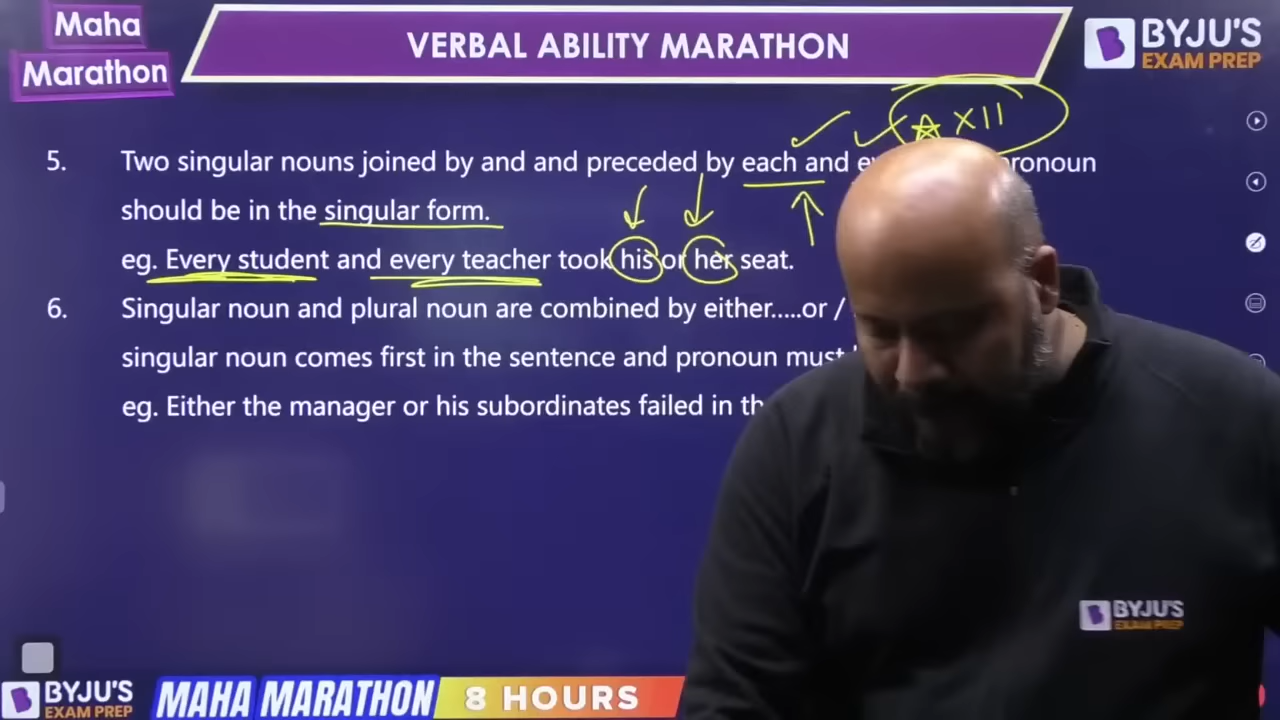 Maha
Marathon
VERBAL ABILITY MARATHON
BYJU'S
EXAM PREP
☆ XII
5. Two singular nouns joined by and and preceded by each and pronoun
should be in the singular form.
eg. Every student and every teacher took his or her seat.
6. Singular noun and plural noun are combined by either.....or /
singular noun comes first in the sentence and pronoun must
eg. Either the manager or his subordinates failed in
BYJU'S
EXAM PREP
BYJU'S
EXAM PREP
MAHA MARATHON
8 HOURS